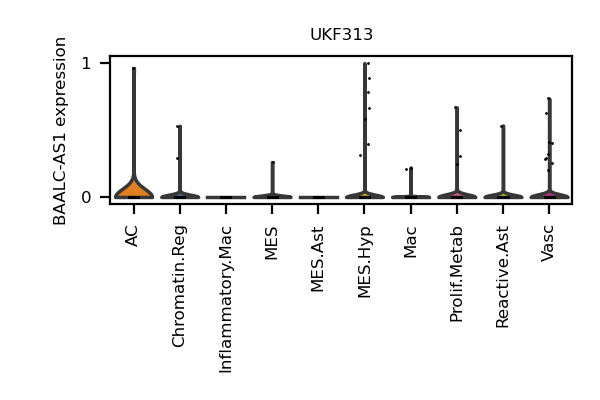 UKF313
BAALC-AS1 expression
1
0
AC
Chromatin.Reg
Inflammatory.Mac
MES
MES.Ast
MES.Hyp
Mac
Prolif.Metab
Reactive.Ast
Vasc